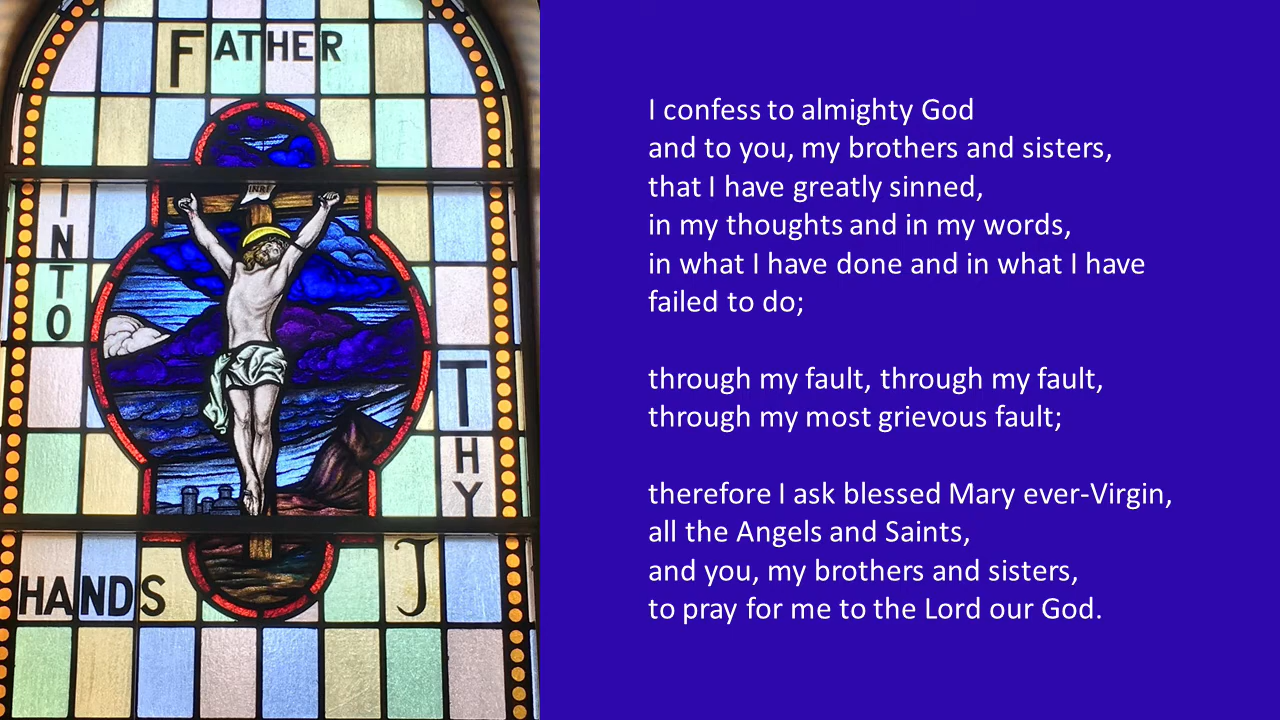 FATHER
INTO
THY
HANDS
J
INRI
I confess to almighty God
and to you, my brothers and sisters,
that I have greatly sinned,
in my thoughts and in my words,
in what I have done and in what I have
failed to do;
through my fault, through my fault,
through my most grievous fault;
therefore I ask blessed Mary ever-Virgin,
all the Angels and Saints,
and you, my brothers and sisters,
to pray for me to the Lord our God.